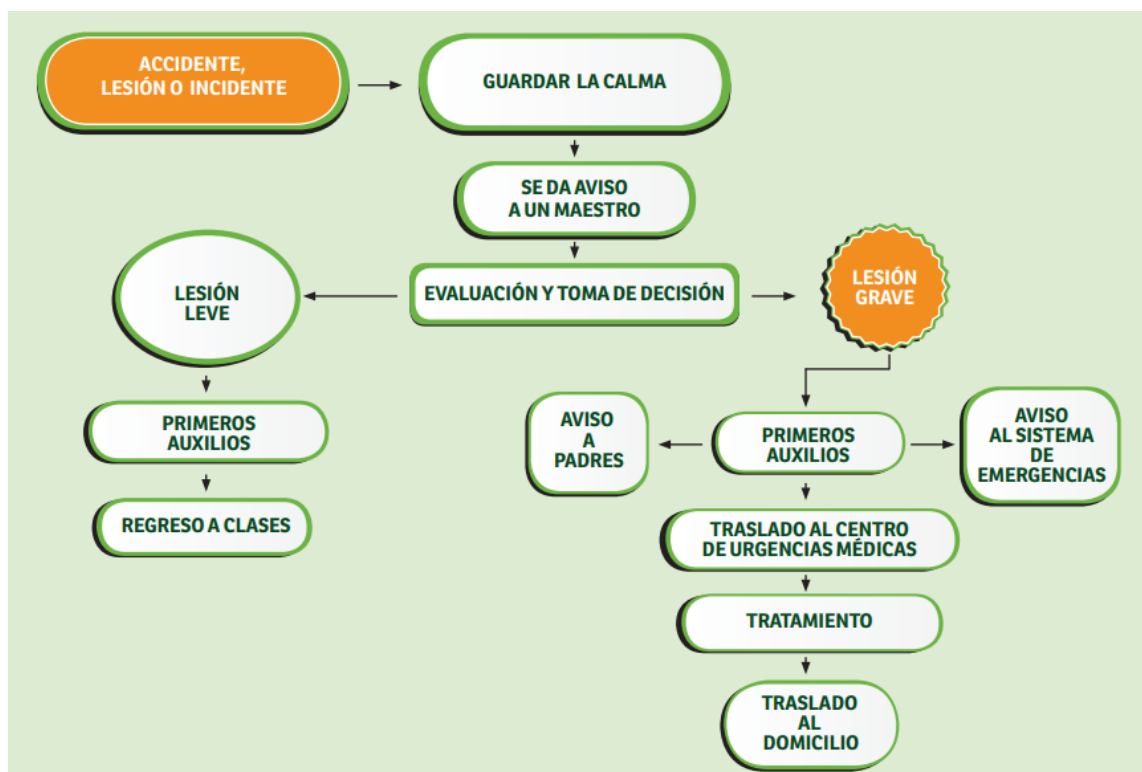 ACCIDENTE,
LESIÓN O INCIDENTE
GUARDAR LA CALMA
SE DA AVISO
A UN MAESTRO
EVALUACIÓN Y TOMA DE DECISIÓN
LESIÓN
LEVE
PRIMEROS
AUXILIOS
REGRESO A CLASES
LESIÓN
GRAVE
PRIMEROS
AUXILIOS
AVISO
A
PADRES
AVISO
AL SISTEMA
DE
EMERGENCIAS
TRASLADO AL CENTRO
DE URGENCIAS MÉDICAS
TRATAMIENTO
TRASLADO
AL
DOMICILIO